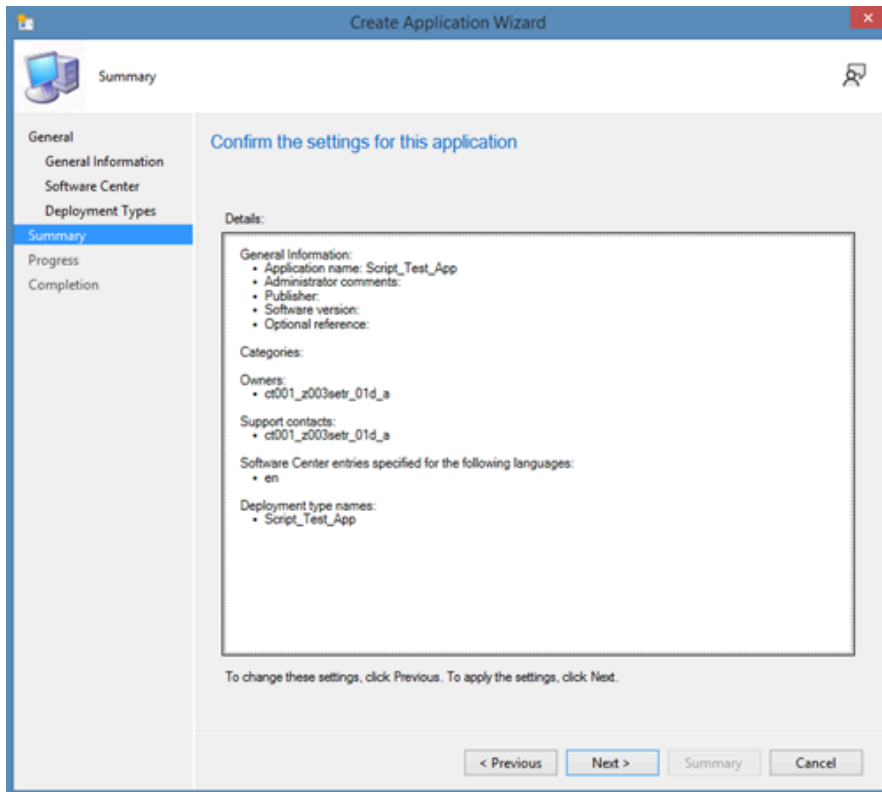 Create Application Wizard
Summary
General
General Information
Software Center
Deployment Types
Summary
Progress
Completion
Confirm the settings for this application
Details:
General Information:
• Application name: Script_Test_App
• Administrator comments:
• Publisher:
• Software version:
• Optional reference:
Categories:
Owners:
• ct001_z003setr_01d_a
Support contacts:
• ct001_z003setr_01d_a
Software Center entries specified for the following languages:
• en
Deployment type names:
• Script_Test_App
To change these settings, click Previous. To apply the settings, click Next.
< Previous
Next >
Summary
Cancel